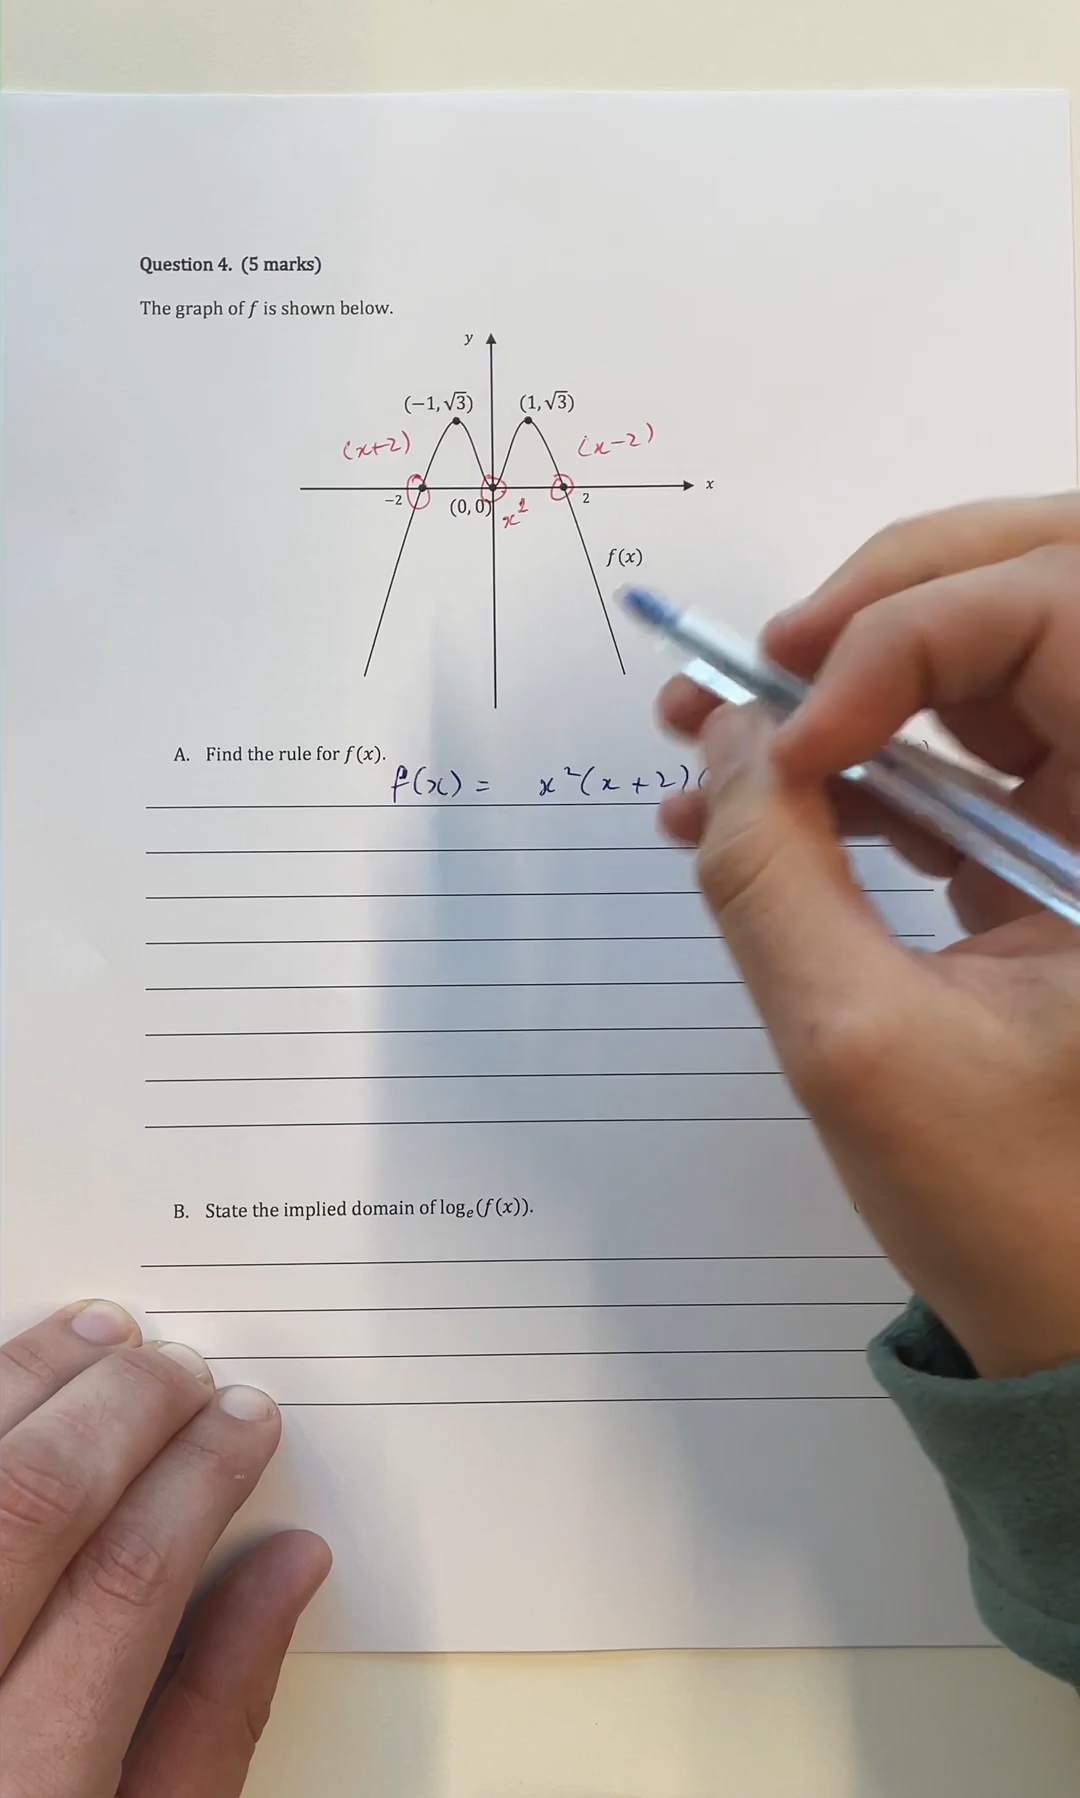 Question 4. (5 marks)
The graph of f is shown below.
y
(−1, √3) (1, √3)
(x+2) (x−2)
x
−2 (0, 0) x² 2
f(x)
A. Find the rule for f(x).
f(x) = x²(x+2)(
B. State the implied domain of logₑ(f(x)).